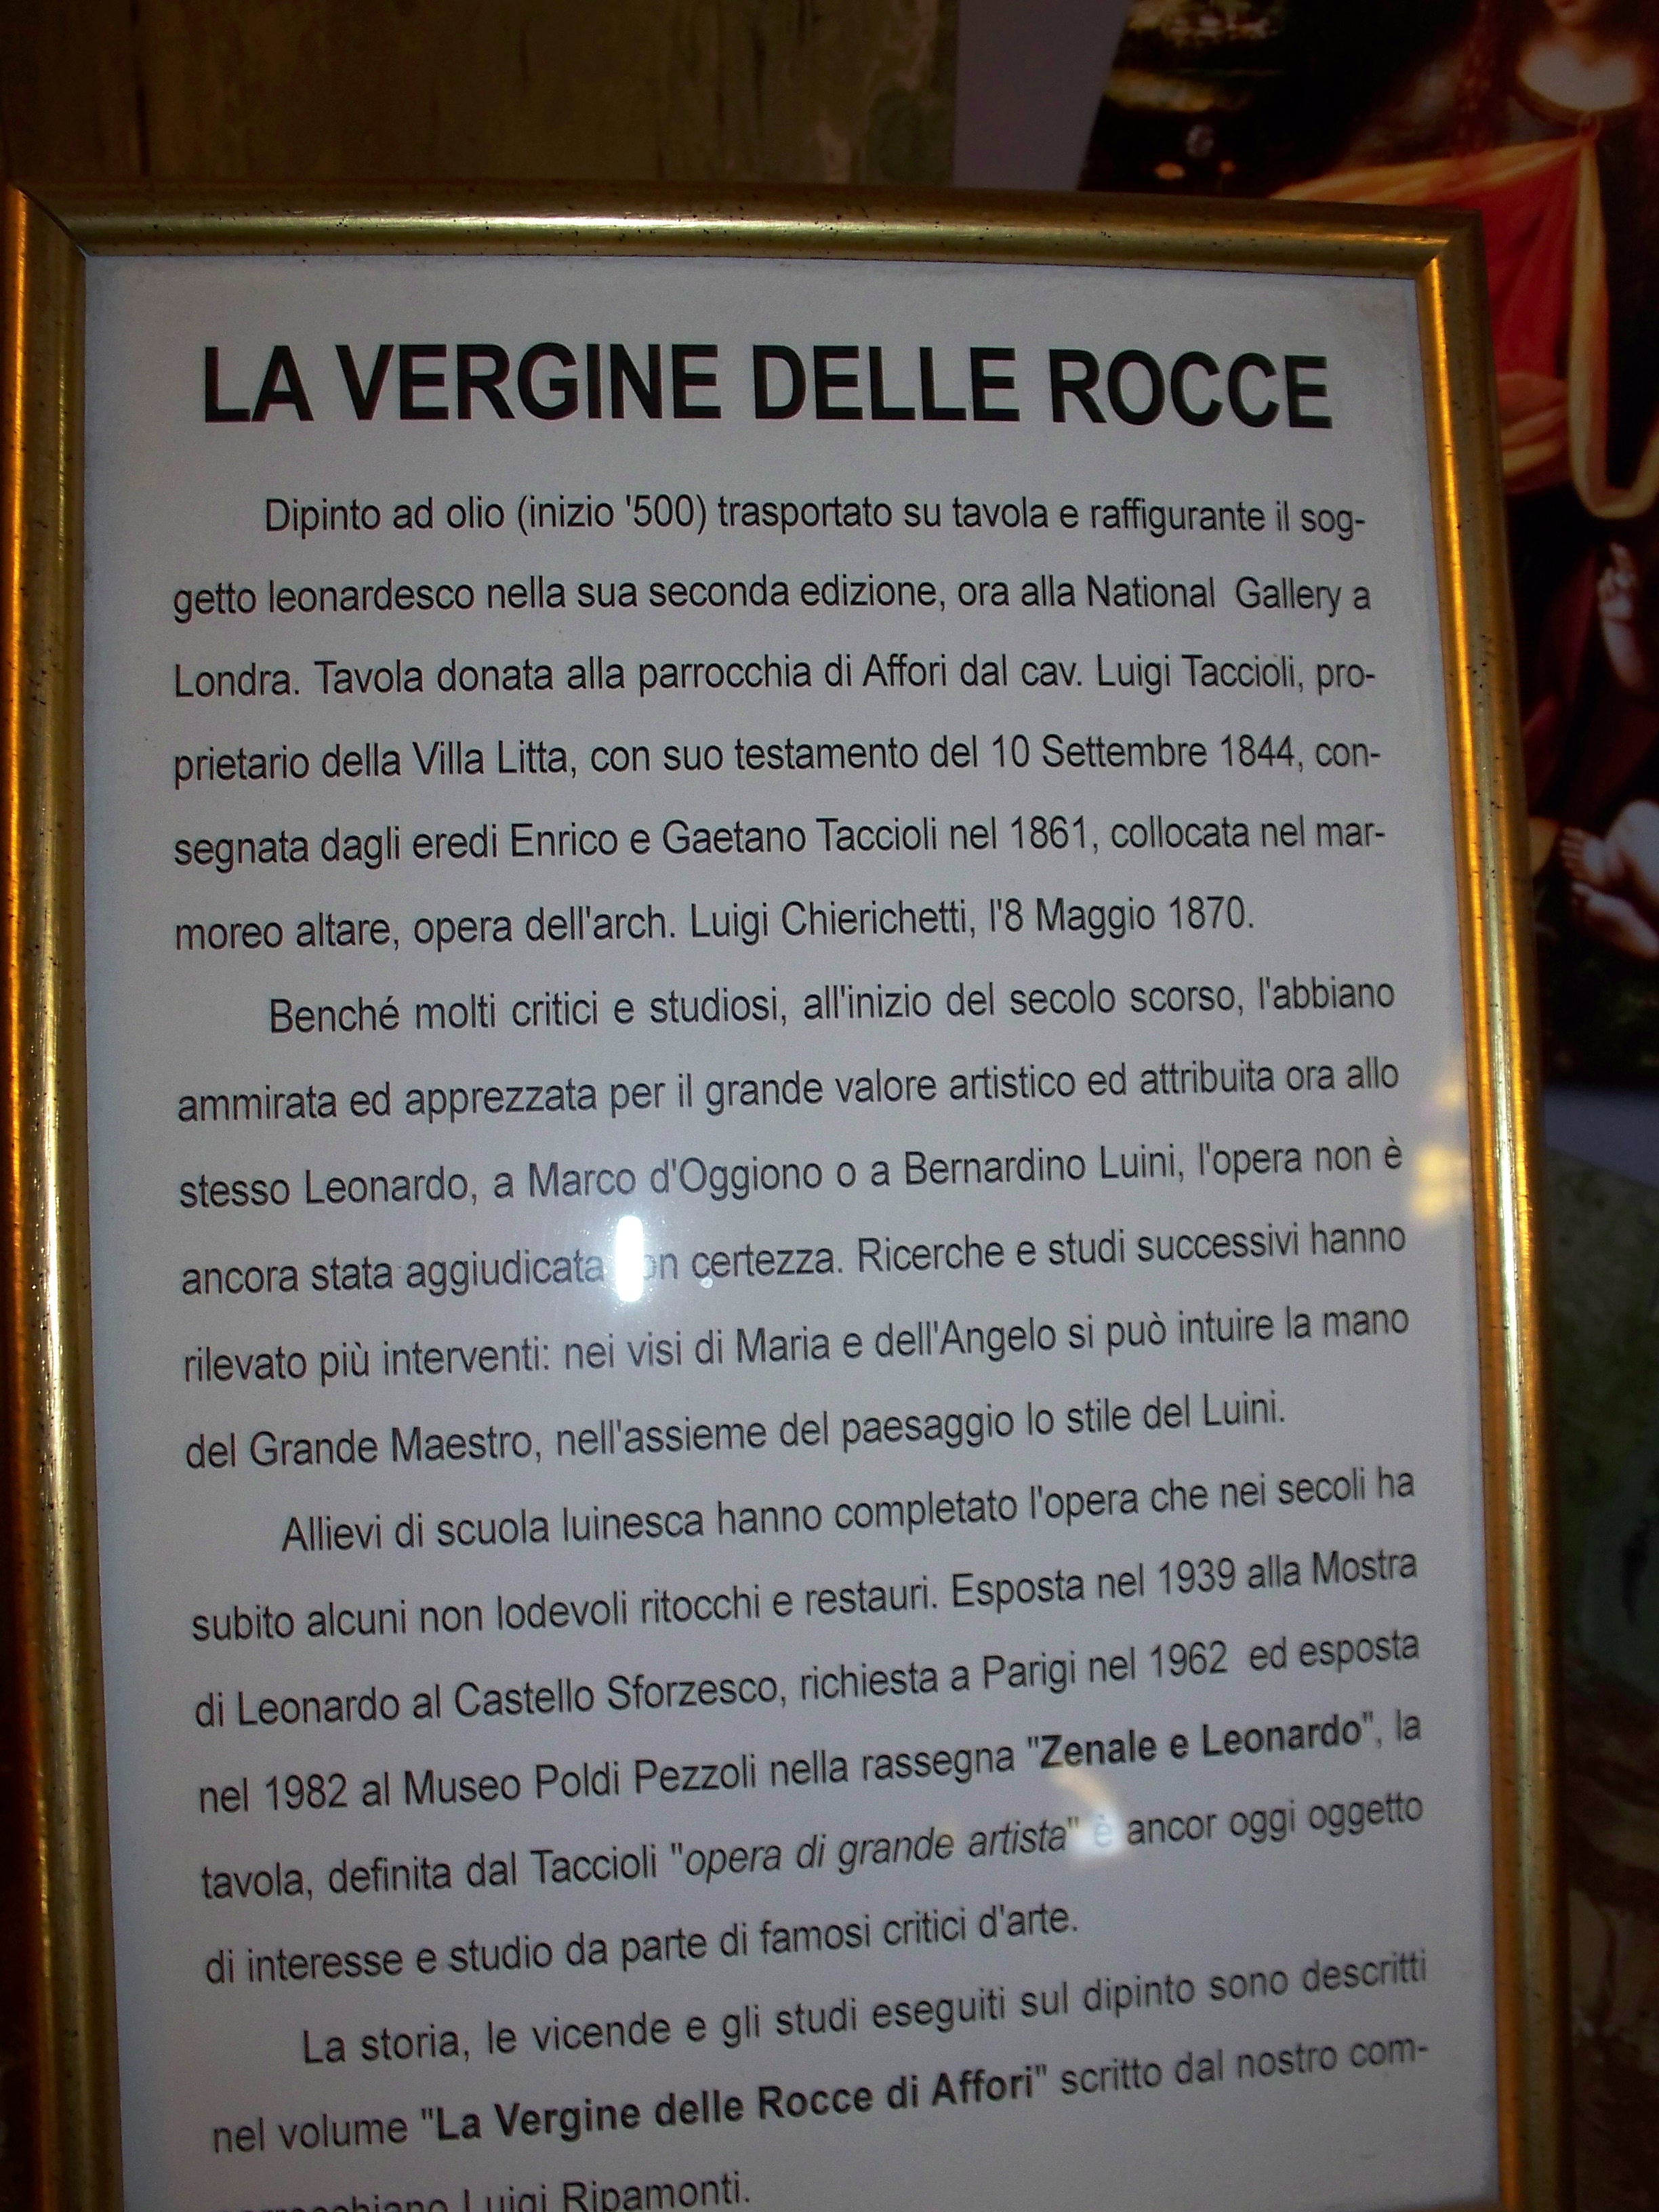 LA VERGINE DELLE ROCCE
Dipinto ad olio (inizio '500) trasportato su tavola e raffigurante il sog-
getto leonardesco nella sua seconda edizione, ora alla National Gallery a
Londra. Tavola donata alla parrocchia di Affori dal cav. Luigi Taccioli, pro-
prietario della Villa Litta, con suo testamento del 10 Settembre 1844, con-
segnata dagli eredi Enrico e Gaetano Taccioli nel 1861, collocata nel mar-
moreo altare, opera dell'arch. Luigi Chierichetti, l'8 Maggio 1870.
Benché molti critici e studiosi, all'inizio del secolo scorso, l'abbiano
ammirata ed apprezzata per il grande valore artistico ed attribuita ora allo
stesso Leonardo, a Marco d'Oggiono o a Bernardino Luini, l'opera non è
ancora stata aggiudicata certezza. Ricerche e studi successivi hanno
rilevato più interventi: nei visi di Maria e dell'Angelo si può intuire la mano
del Grande Maestro, nell'assieme del paesaggio lo stile del Luini.
Allievi di scuola luinesca hanno completato l'opera che nei secoli ha
subito alcuni non lodevoli ritocchi e restauri. Esposta nel 1939 alla Mostra
di Leonardo al Castello Sforzesco, richiesta a Parigi nel 1962 ed esposta
nel 1982 al Museo Poldi Pezzoli nella rassegna "Zenale e Leonardo", la
tavola, definita dal Taccioli "opera di grande artista" è ancor oggi oggetto
di interesse e studio da parte di famosi critici d'arte.
La storia, le vicende e gli studi eseguiti sul dipinto sono descritti
nel volume "La Vergine delle Rocce di Affori" scritto dal nostro com-
parrocchiano Luigi Ripamonti.